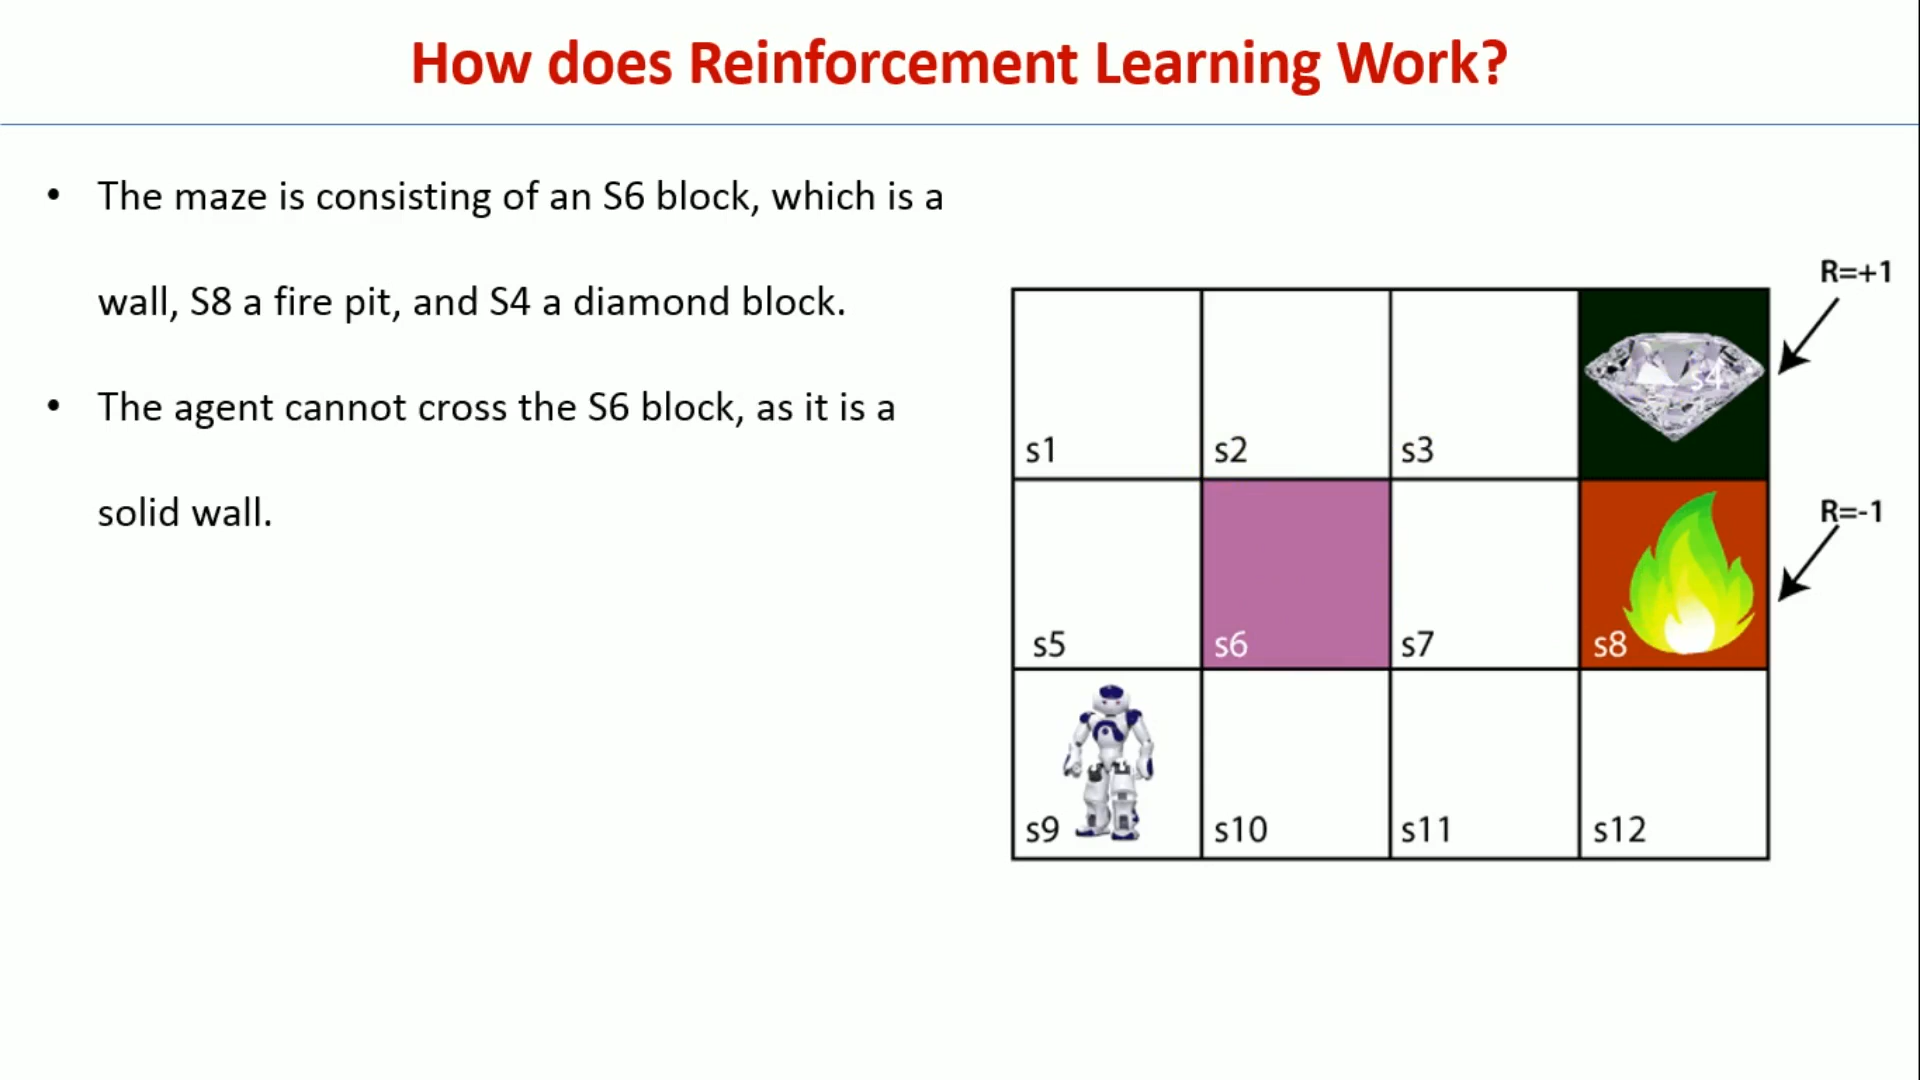 How does Reinforcement Learning Work?
• The maze is consisting of an S6 block, which is a
wall, S8 a fire pit, and S4 a diamond block.
• The agent cannot cross the S6 block, as it is a
solid wall.
R=+1
s4
s1
s2
s3
R=-1
s5
s6
s7
s8
s9
s10
s11
s12